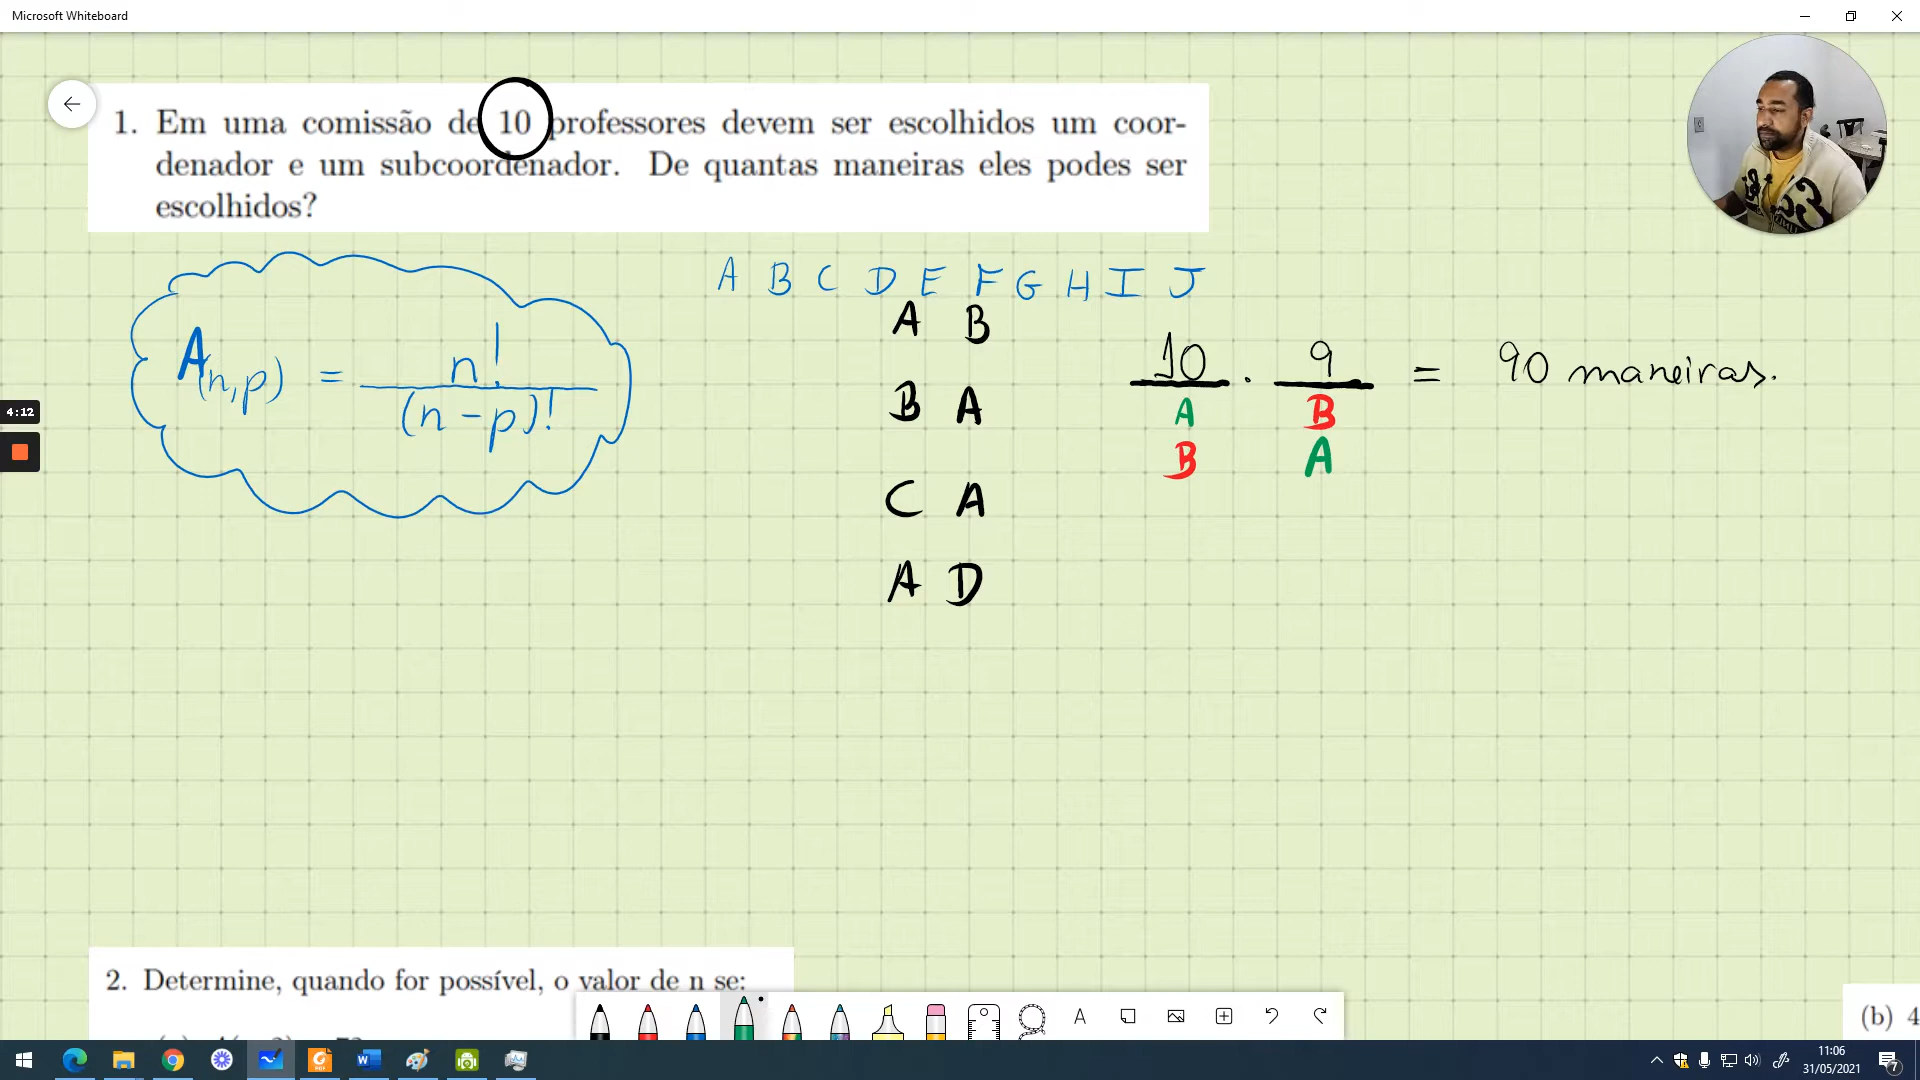 Microsoft Whiteboard
1. Em uma comissão de 10 professores devem ser escolhidos um coor-
denador e um subcoordenador. De quantas maneiras eles podes ser
escolhidos?
A B C D E F G H I J
A B
B A
C A
A D
A(n,p) = n! / (n-p)!
10 . 9 = 90 maneiras.
A B
B A
4:12
2. Determine, quando for possível, o valor de n se:
(b) 4
A
11:06
31/05/2021
7